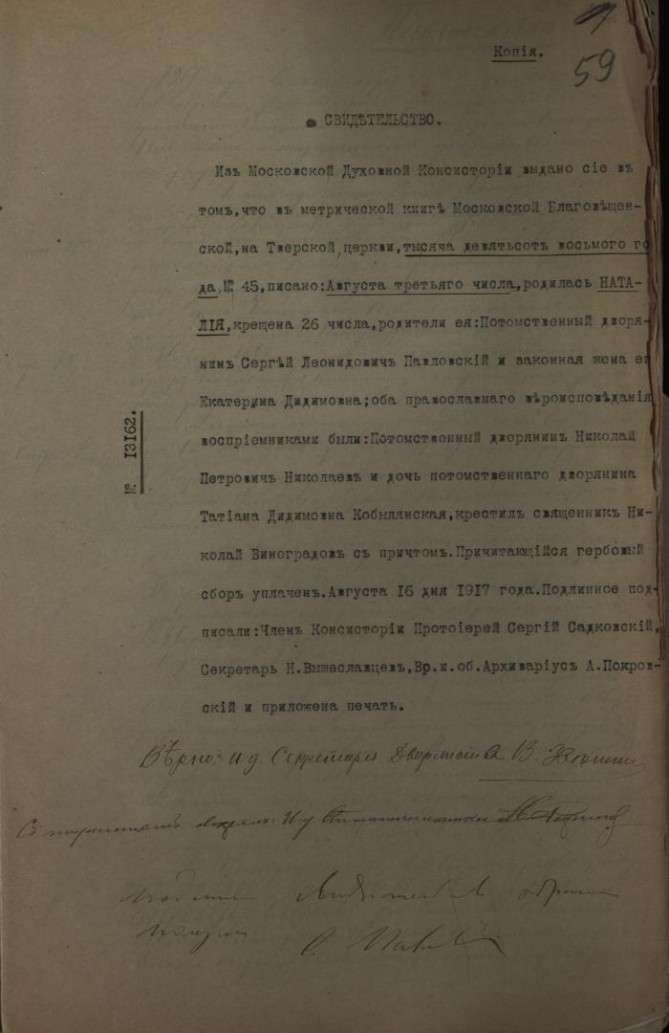 Копія.
59
СВИДѢТЕЛЬСТВО.
Изъ Московской Духовной Консисторіи выдано сіе въ
томъ,что въ метрической книгѣ Московской Благовѣщен-
ской,на Тверской,церкви,тысяча девятьсотъ восьмого го
да,№ 45,писано:Августа третьяго числа,родилась НАТА-
ЛІЯ,крещена 26 числа,родители ея:Потомственный дворя-
нинъ Сергѣй Леонидовичъ Павловскій и законная жена е
Екатерина Дидимовна;оба православнаго вѣроисповѣданія
воспріемниками были:Потомственный дворянинъ Николай
Петровичъ Николаевъ и дочь потомственнаго дворянина
Татіана Дидимовна Кобылянская,крестилъ священникъ Ни-
колай Виноградовъ съ причтомъ.Причитающійся гербовый
сборъ уплаченъ.Августа 16 дня 1917 года.Подлинное под-
писали:Членъ Консисторіи Протоіерей Сергій Садковскій,
Секретарь Н.Вышеславцевъ,Вр.и.об.Архиваріусъ А.Покров-
скій и приложена печать.
№ 13162.
Вѣрно: И д. Секретаря Дворянства В.
Подлин
С. Павловскій